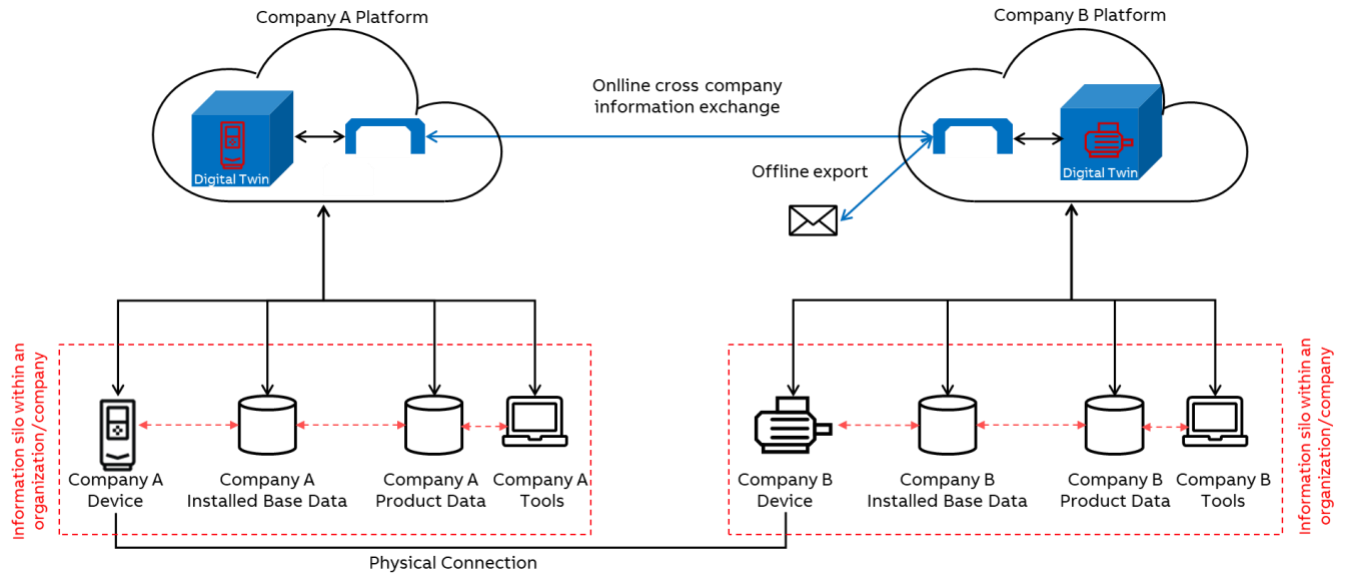 Company A Platform
Company B Platform
Onlline cross company
information exchange
Digital Twin
Offline export
Digital Twin
Information silo within an
organization/company
Company A
Device
Company A
Installed Base Data
Company A
Product Data
Company A
Tools
Company B
Device
Company B
Installed Base Data
Company B
Product Data
Company B
Tools
Information silo within an
organization/company
Physical Connection